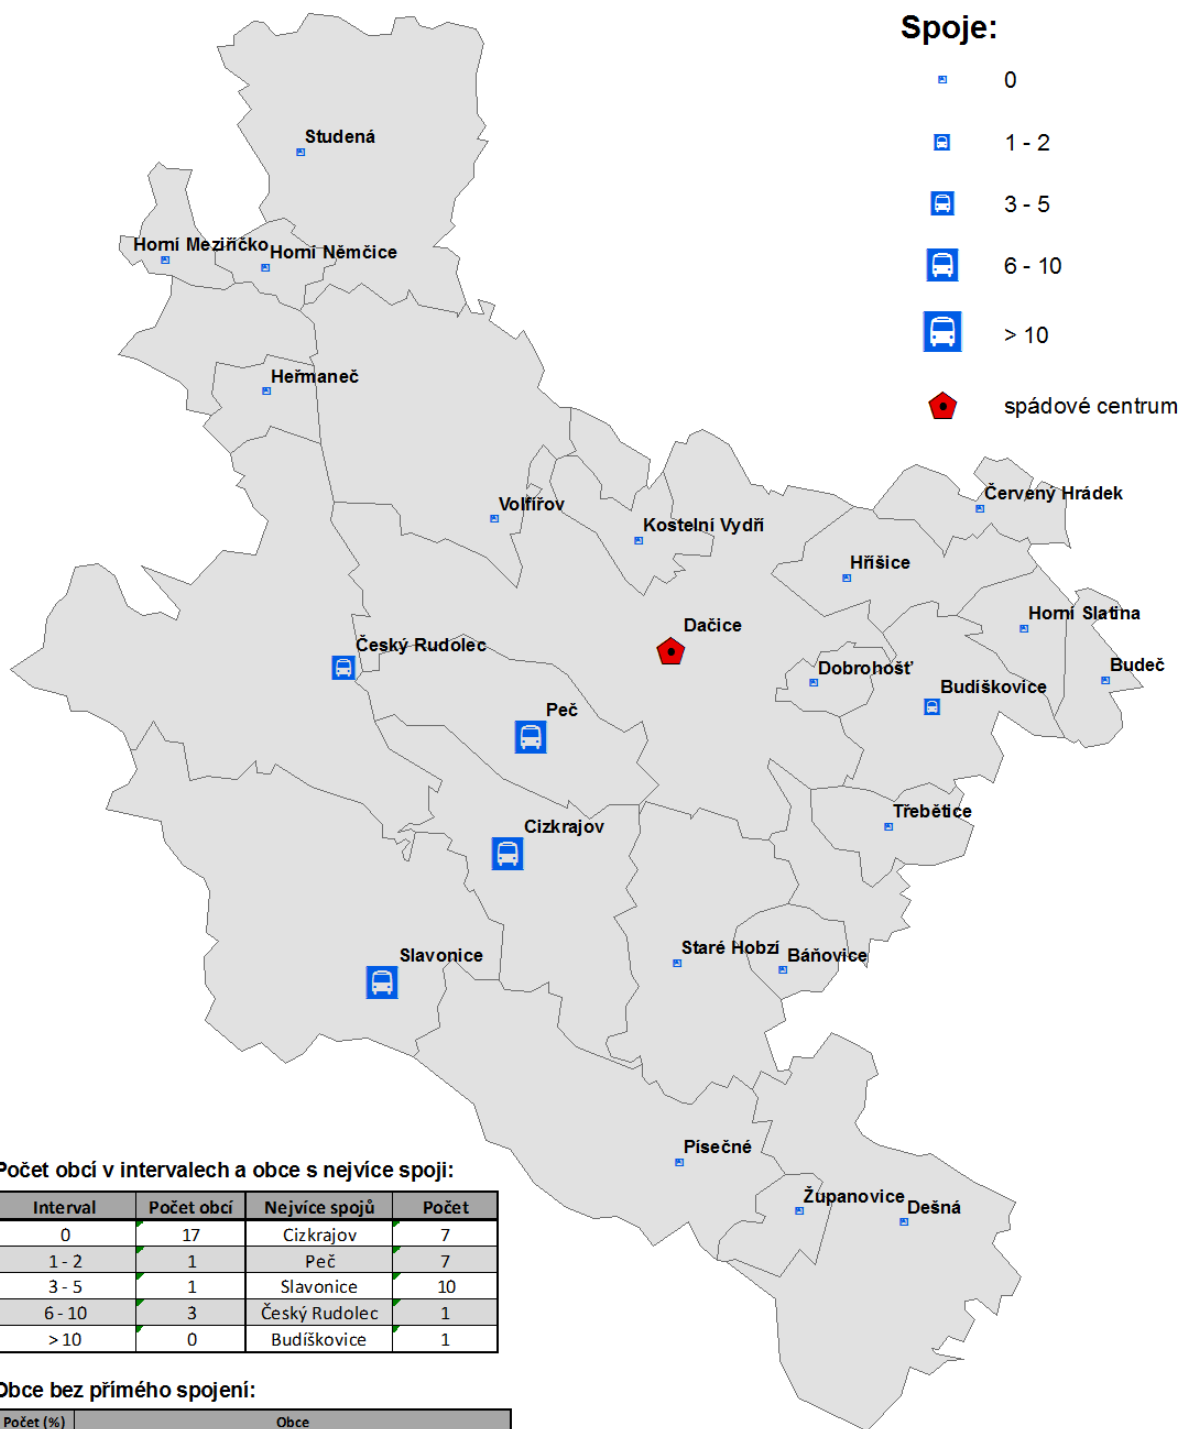 Spoje:
0
1 - 2
3 - 5
6 - 10
> 10
spádové centrum
Studená
Horní Meziříčko
Horní Němčice
Heřmaneč
Volfířov
Kostelní Vydří
Červený Hrádek
Hříšice
Horní Slatina
Dačice
Český Rudolec
Dobrohošť
Budeč
Budíškovice
Peč
Třebětice
Cizkrajov
Staré Hobzí
Báňovice
Slavonice
Písečné
Županovice
Dešná
Počet obcí v intervalech a obce s nejvíce spoji:
Interval Počet obcí Nejvíce spojů Počet
0 17 Cizkrajov 7
1 - 2 1 Peč 7
3 - 5 1 Slavonice 10
6 - 10 3 Český Rudolec 1
> 10 0 Budíškovice 1
Obce bez přímého spojení:
Počet (%) Obce